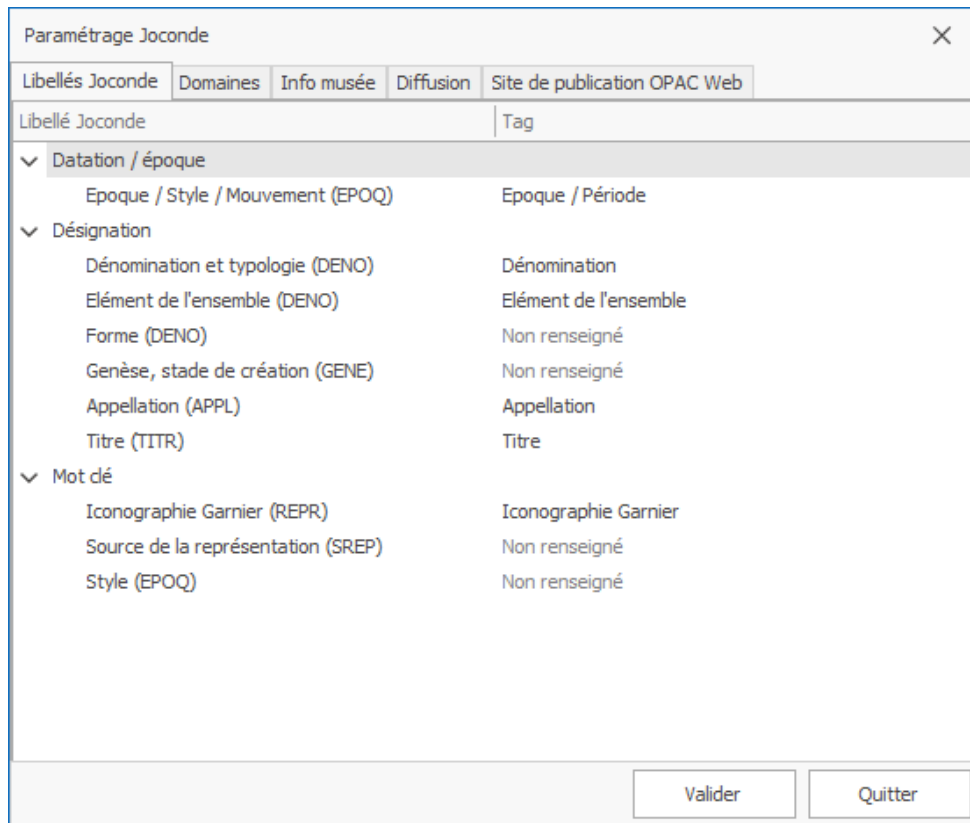 Paramétrage Joconde
Libellés Joconde Domaines Info musée Diffusion Site de publication OPAC Web
Libellé Joconde Tag
Datation / époque
Epoque / Style / Mouvement (EPOQ) Epoque / Période
Désignation
Dénomination et typologie (DENO) Dénomination
Elément de l'ensemble (DENO) Elément de l'ensemble
Forme (DENO) Non renseigné
Genèse, stade de création (GENE) Non renseigné
Appellation (APPL) Appellation
Titre (TITR) Titre
Mot clé
Iconographie Garnier (REPR) Iconographie Garnier
Source de la représentation (SREP) Non renseigné
Style (EPOQ) Non renseigné
Valider Quitter